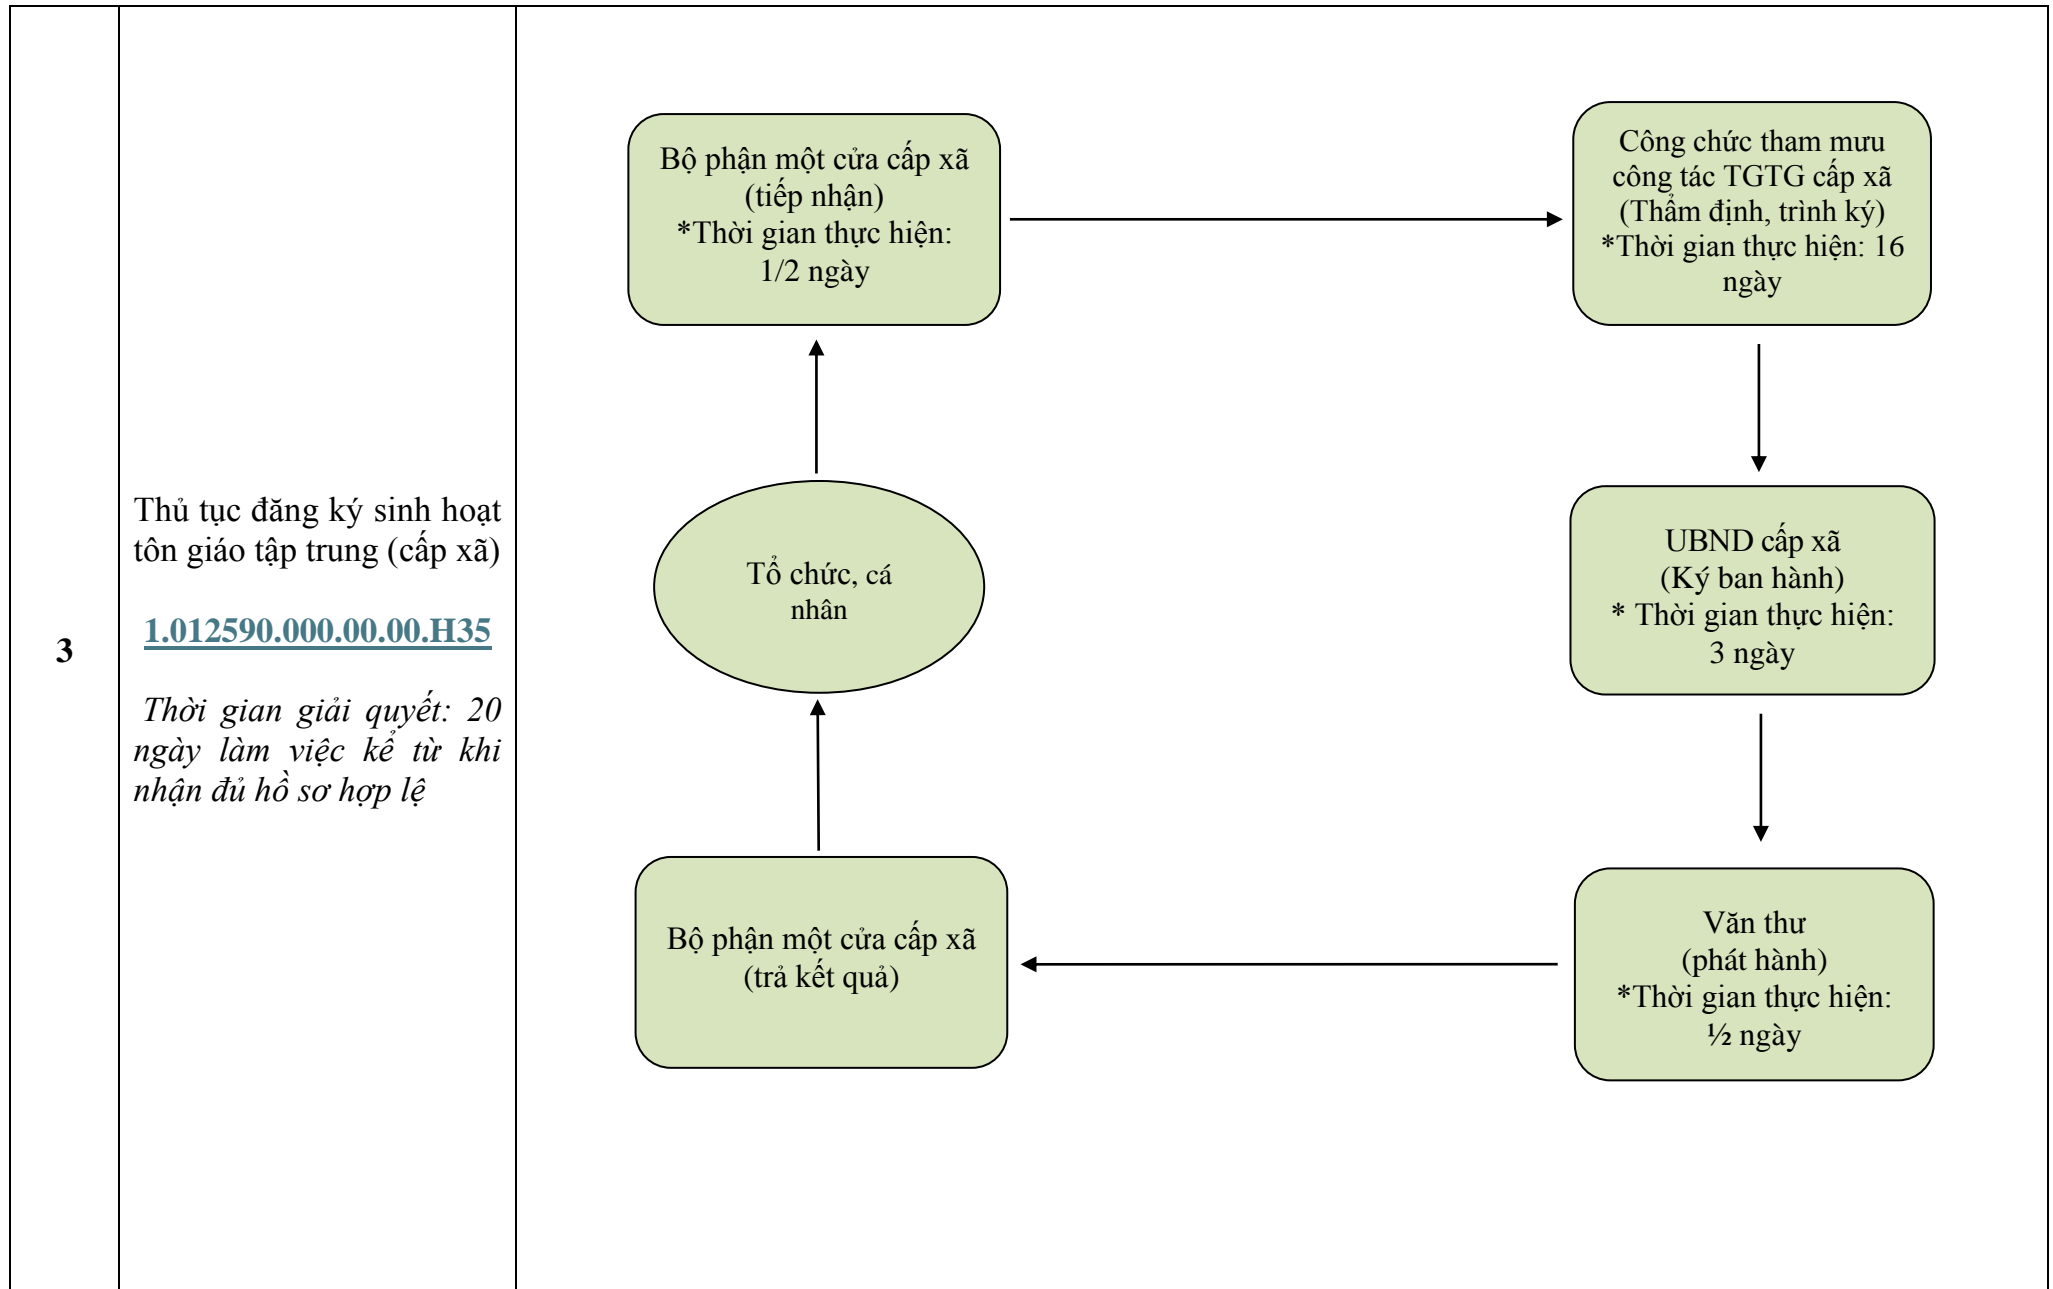 3
Thủ tục đăng ký sinh hoạt
tôn giáo tập trung (cấp xã)
1.012590.000.00.00.H35
Thời gian giải quyết: 20
ngày làm việc kể từ khi
nhận đủ hồ sơ hợp lệ
Bộ phận một cửa cấp xã
(tiếp nhận)
*Thời gian thực hiện:
1/2 ngày
Công chức tham mưu
công tác TGTG cấp xã
(Thẩm định, trình ký)
*Thời gian thực hiện: 16
ngày
Tổ chức, cá
nhân
UBND cấp xã
(Ký ban hành)
* Thời gian thực hiện:
3 ngày
Bộ phận một cửa cấp xã
(trả kết quả)
Văn thư
(phát hành)
*Thời gian thực hiện:
½ ngày